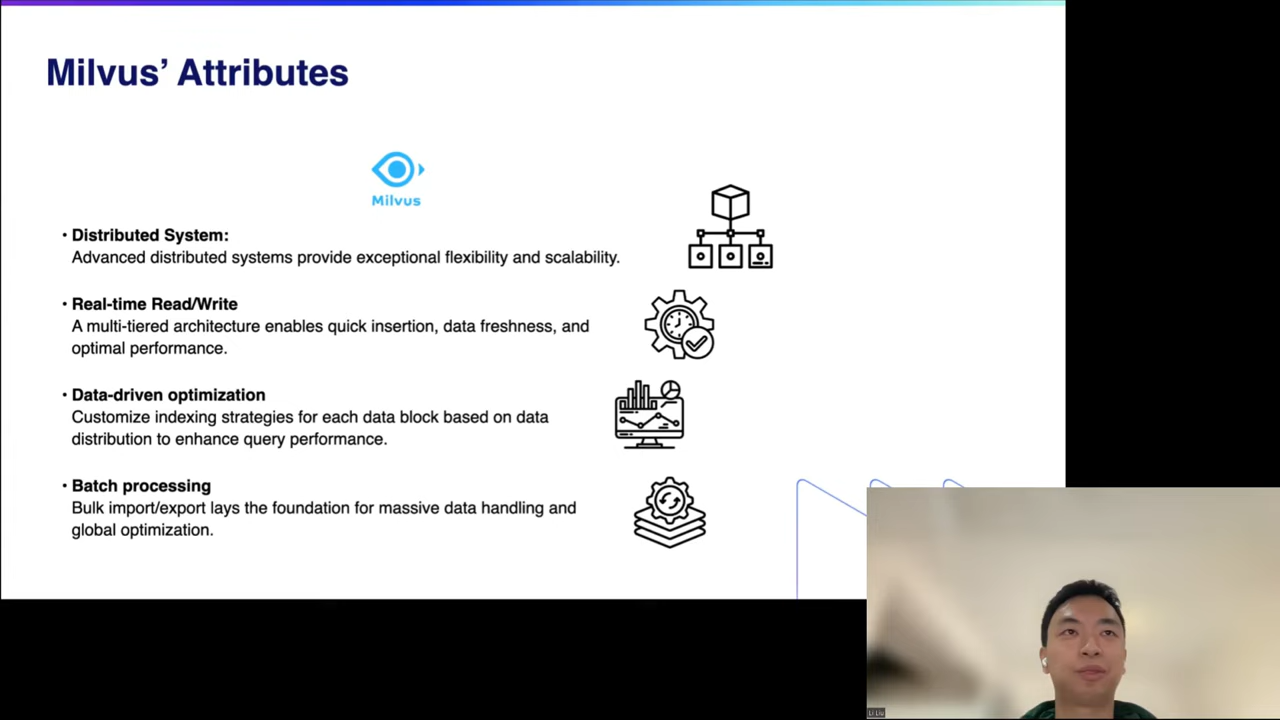 Milvus’ Attributes
Milvus
• Distributed System:
Advanced distributed systems provide exceptional flexibility and scalability.
• Real-time Read/Write
A multi-tiered architecture enables quick insertion, data freshness, and
optimal performance.
• Data-driven optimization
Customize indexing strategies for each data block based on data
distribution to enhance query performance.
• Batch processing
Bulk import/export lays the foundation for massive data handling and
global optimization.
Li Liu